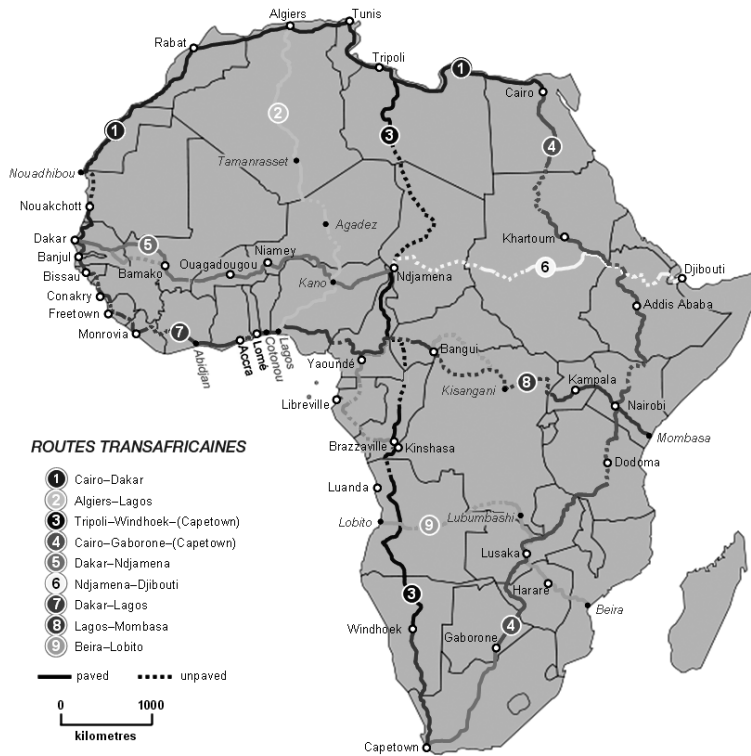 Algiers
Tunis
Rabat
Tripoli
1
Cairo
2
3
4
1
Tamanrasset
Nouadhibou
Nouakchott
Agadez
Dakar
5
Khartoum
Banjul
Niamey
Ouagadougou
Bamako
Kano
Ndjamena
6
Djibouti
Bissau
Conakry
Addis Ababa
Freetown
7
Monrovia
Abidjan
Accra
Lomé
Cotonou
Lagos
Yaoundé
Bangui
8
Kampala
Kisangani
Libreville
Nairobi
Mombasa
Brazzaville
Kinshasa
Dodoma
Luanda
Lobito
9
Lubumbashi
Lusaka
Harare
Beira
3
Windhoek
4
Gaborone
Capetown
ROUTES TRANSAFRICAINES
1 Cairo–Dakar
2 Algiers–Lagos
3 Tripoli–Windhoek–(Capetown)
4 Cairo–Gaborone–(Capetown)
5 Dakar–Ndjamena
6 Ndjamena–Djibouti
7 Dakar–Lagos
8 Lagos–Mombasa
9 Beira–Lobito
paved unpaved
0 1000
kilometres